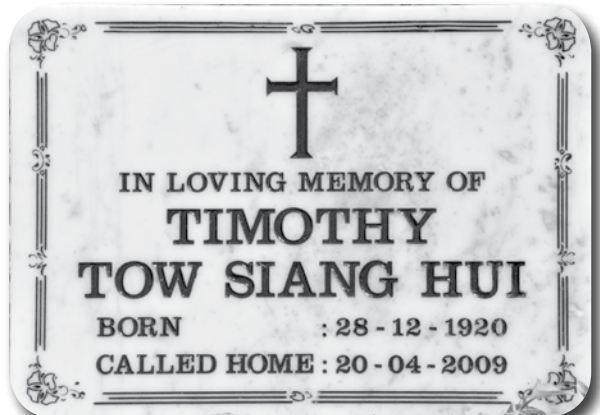 IN LOVING MEMORY OF
TIMOTHY
TOW SIANG HUI
BORN : 28 - 12 - 1920
CALLED HOME : 20 - 04 - 2009